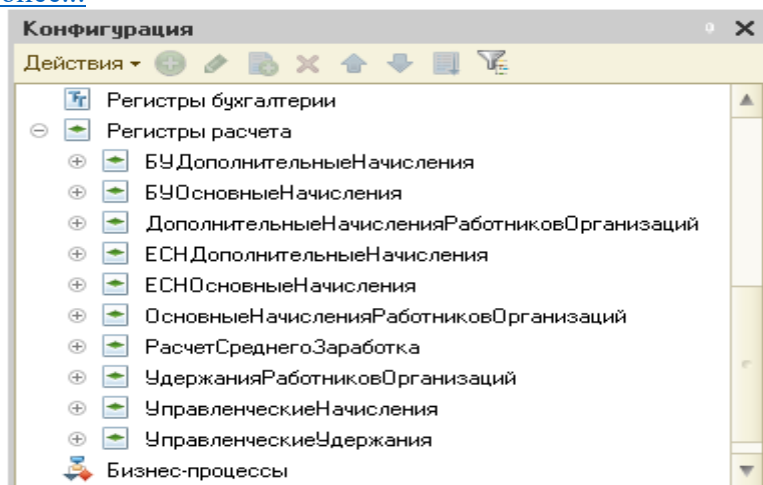 Конфигурация
Действия
Регистры бухгалтерии
Регистры расчета
БУДополнительныеНачисления
БУОсновныеНачисления
ДополнительныеНачисленияРаботниковОрганизаций
ЕСНДополнительныеНачисления
ЕСНОсновныеНачисления
ОсновныеНачисленияРаботниковОрганизаций
РасчетСреднегоЗаработка
УдержанияРаботниковОрганизаций
УправленческиеНачисления
УправленческиеУдержания
Бизнес-процессы